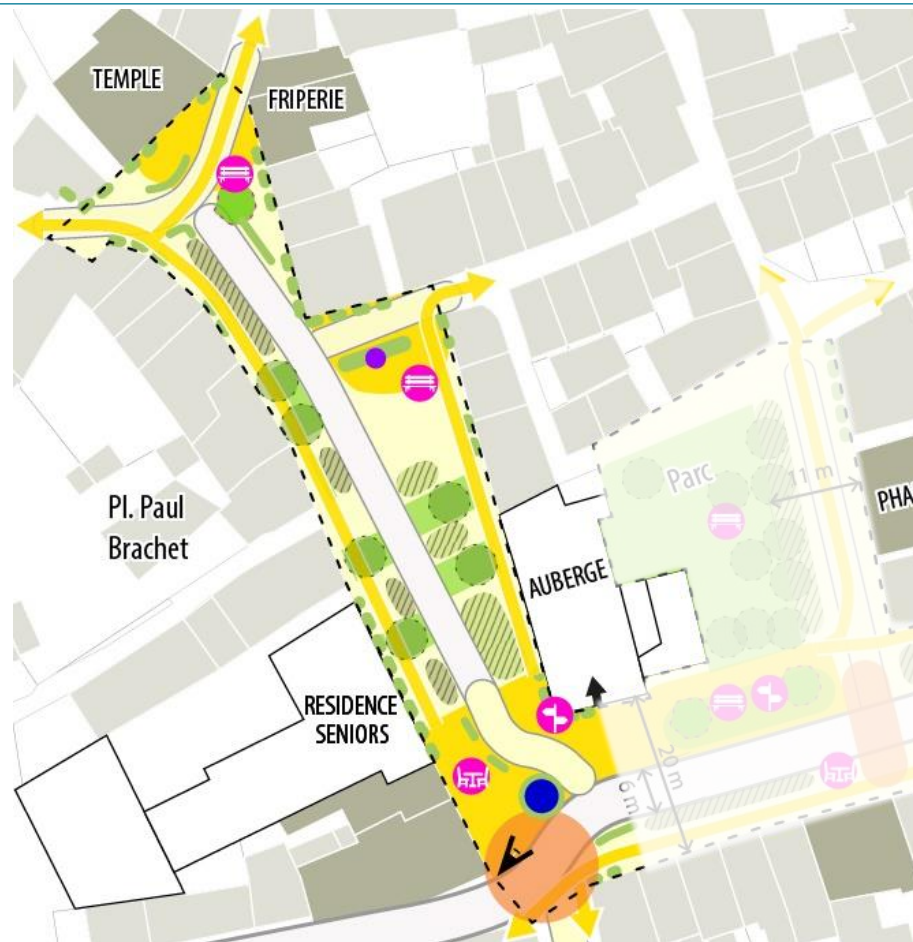 TEMPLE
FRIPERIE
Parc
11 m
PHA
Pl. Paul
Brachet
AUBERGE
RESIDENCE
SENIORS
20 m
6 m